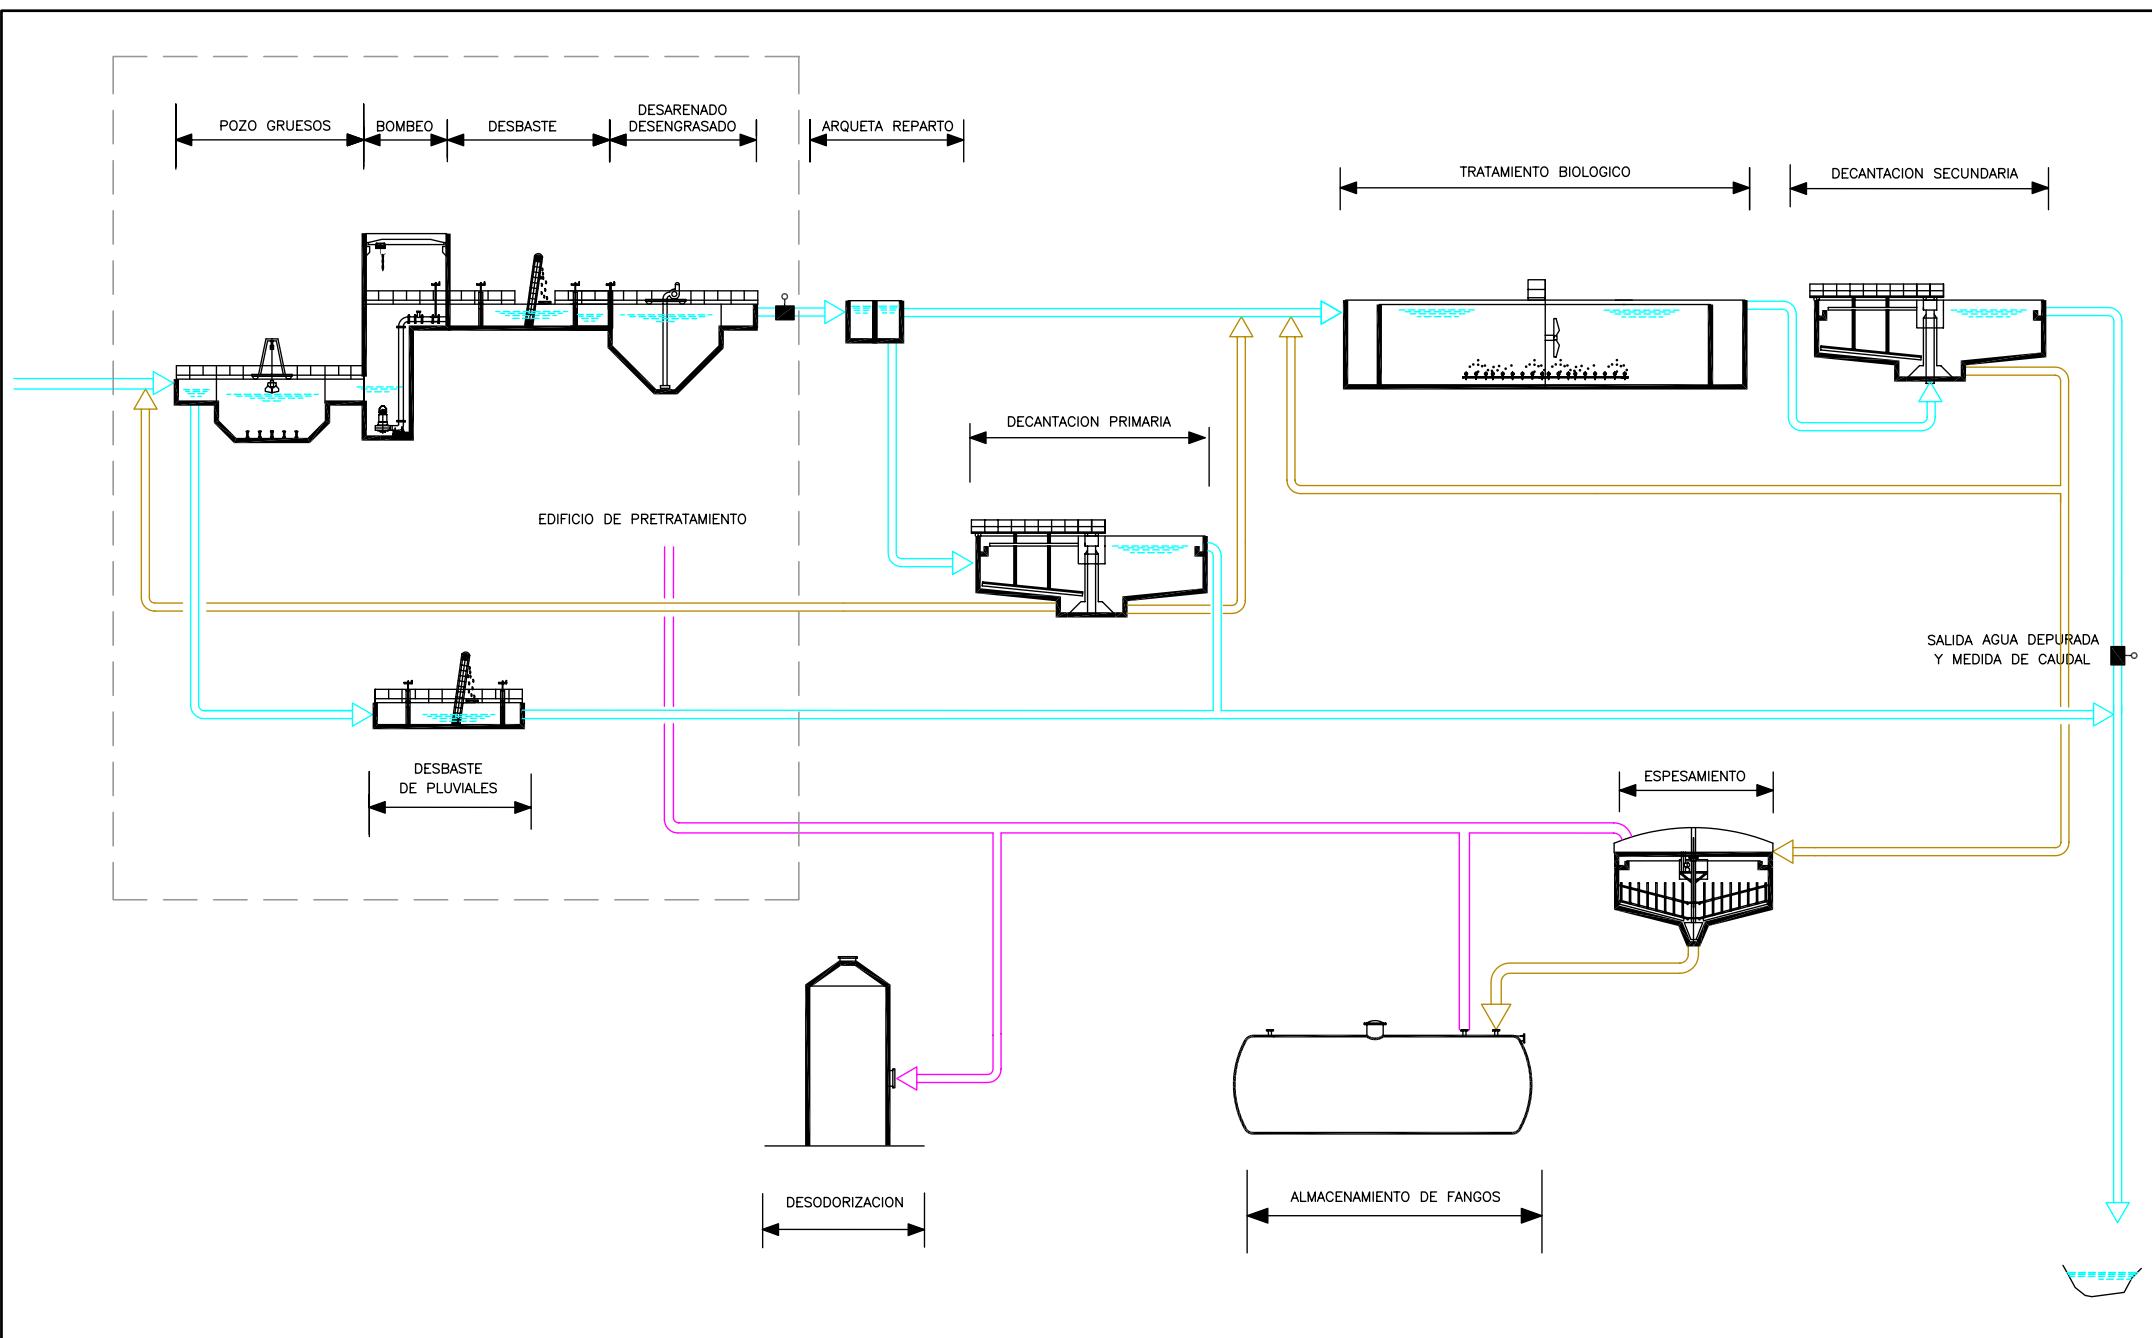 POZO GRUESOS
BOMBEO
DESBASTE
DESARENADO
DESENGRASADO
ARQUETA REPARTO
TRATAMIENTO BIOLOGICO
DECANTACION SECUNDARIA
DECANTACION PRIMARIA
EDIFICIO DE PRETRATAMIENTO
SALIDA AGUA DEPURADA
Y MEDIDA DE CAUDAL
DESBASTE
DE PLUVIALES
ESPESAMIENTO
DESODORIZACION
ALMACENAMIENTO DE FANGOS